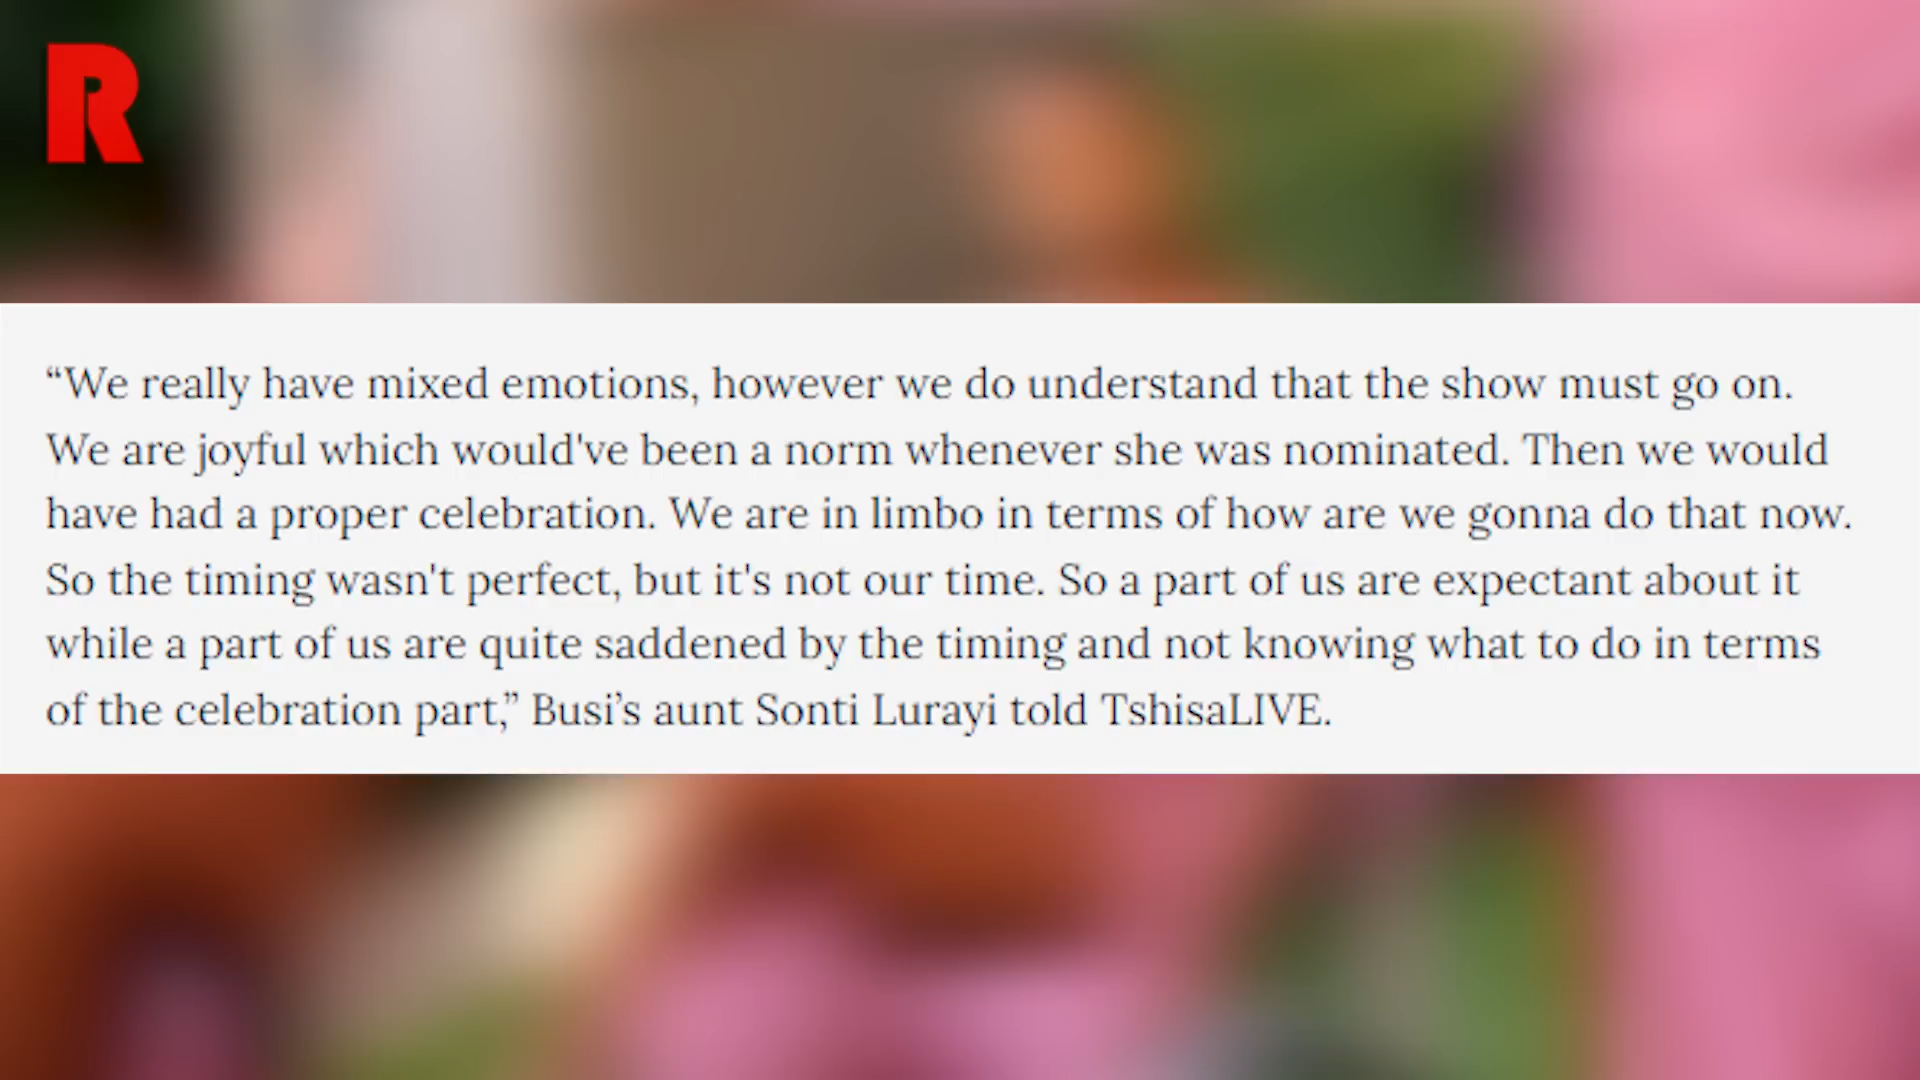 R
“We really have mixed emotions, however we do understand that the show must go on.
We are joyful which would've been a norm whenever she was nominated. Then we would
have had a proper celebration. We are in limbo in terms of how are we gonna do that now.
So the timing wasn't perfect, but it's not our time. So a part of us are expectant about it
while a part of us are quite saddened by the timing and not knowing what to do in terms
of the celebration part,” Busi’s aunt Sonti Lurayi told TshisaLIVE.